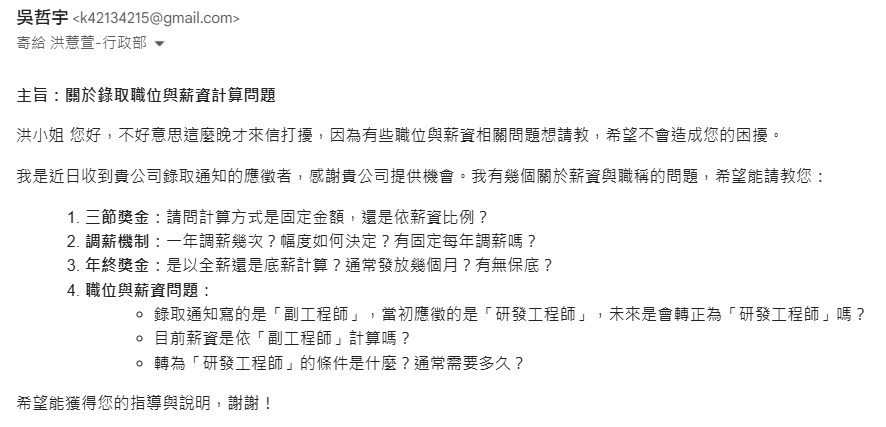 吳哲宇 <k42134215@gmail.com>
寄給 洪薏萱-行政部
主旨：關於錄取職位與薪資計算問題
洪小姐 您好，不好意思這麼晚才來信打擾，因為有些職位與薪資相關問題想請教，希望不會造成您的困擾。
我是近日收到貴公司錄取通知的應徵者，感謝貴公司提供機會。我有幾個關於薪資與職稱的問題，希望能請教您：
1. 三節獎金：請問計算方式是固定金額，還是依薪資比例？
2. 調薪機制：一年調薪幾次？幅度如何決定？有固定每年調薪嗎？
3. 年終獎金：是以全薪還是底薪計算？通常發放幾個月？有無保底？
4. 職位與薪資問題：
錄取通知寫的是「副工程師」，當初應徵的是「研發工程師」，未來是會轉正為「研發工程師」嗎？
目前薪資是依「副工程師」計算嗎？
轉為「研發工程師」的條件是什麼？通常需要多久？
希望能獲得您的指導與說明，謝謝！